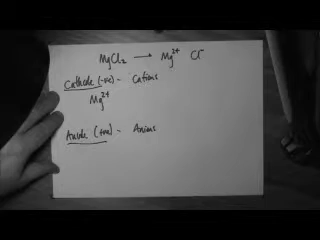 MgCl₂ → Mg²⁺ Cl⁻
Cathode (-ve) - Cations
Mg²⁺
Anode (+ve) - Anions